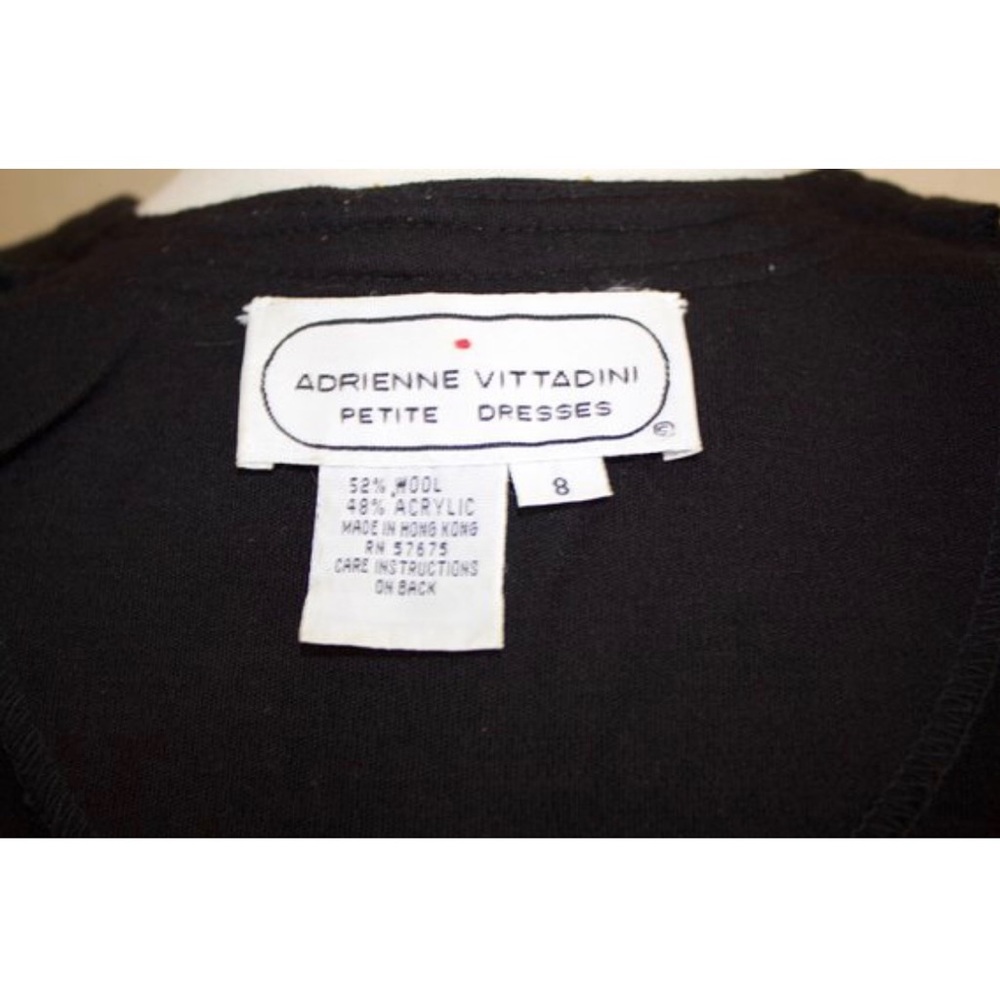 ADRIENNE VITTADINI
PETITE DRESSES
®
8
52% WOOL
48% ACRYLIC
MADE IN HONG KONG
RN 57675
CARE INSTRUCTIONS
ON BACK